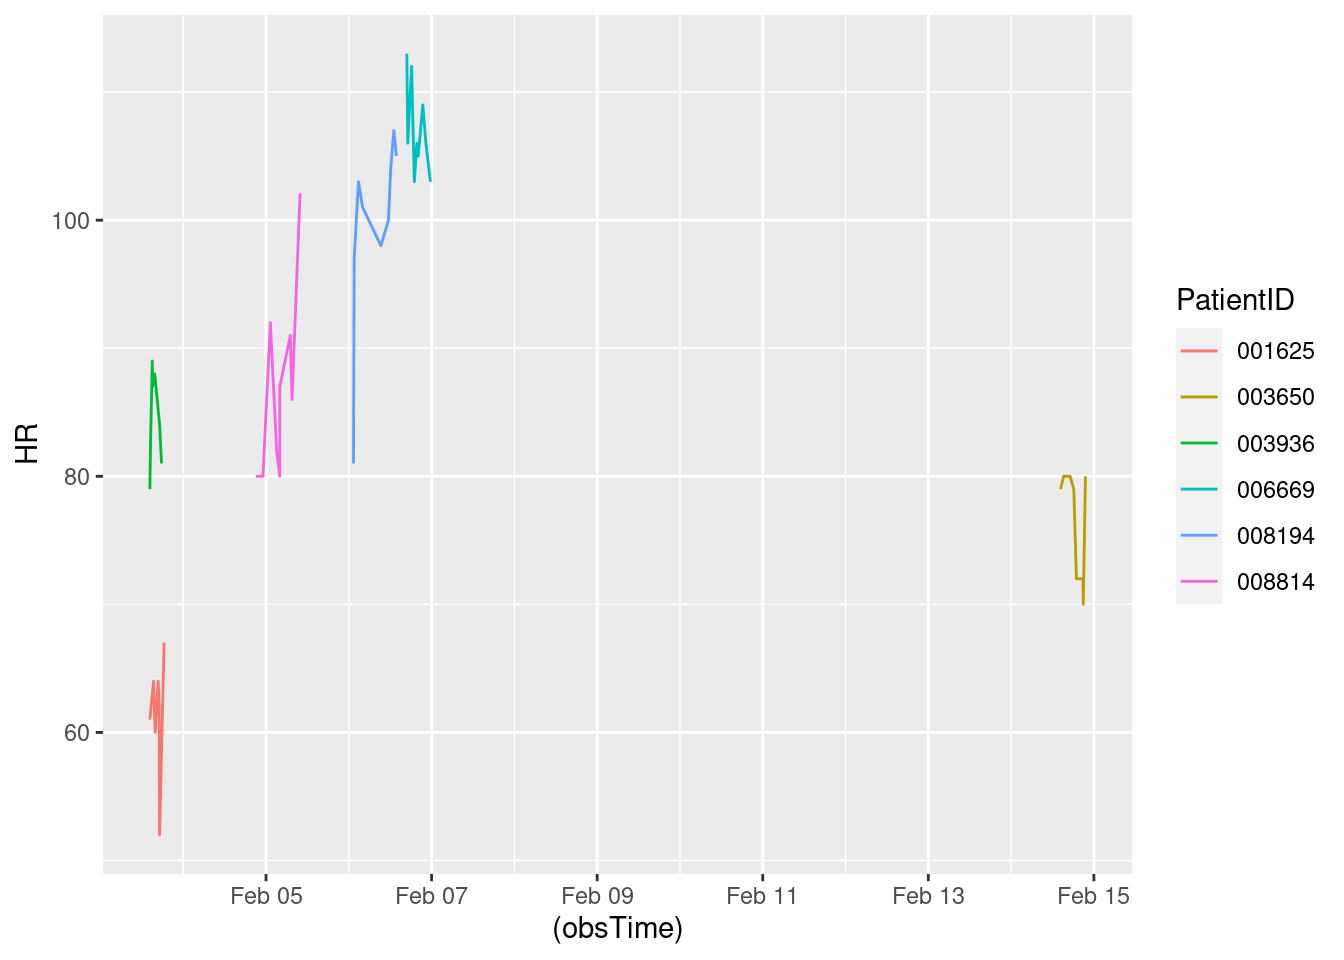 HR
100
80
60
Feb 05
Feb 07
Feb 09
Feb 11
Feb 13
Feb 15
(obsTime)
PatientID
001625
003650
003936
006669
008194
008814